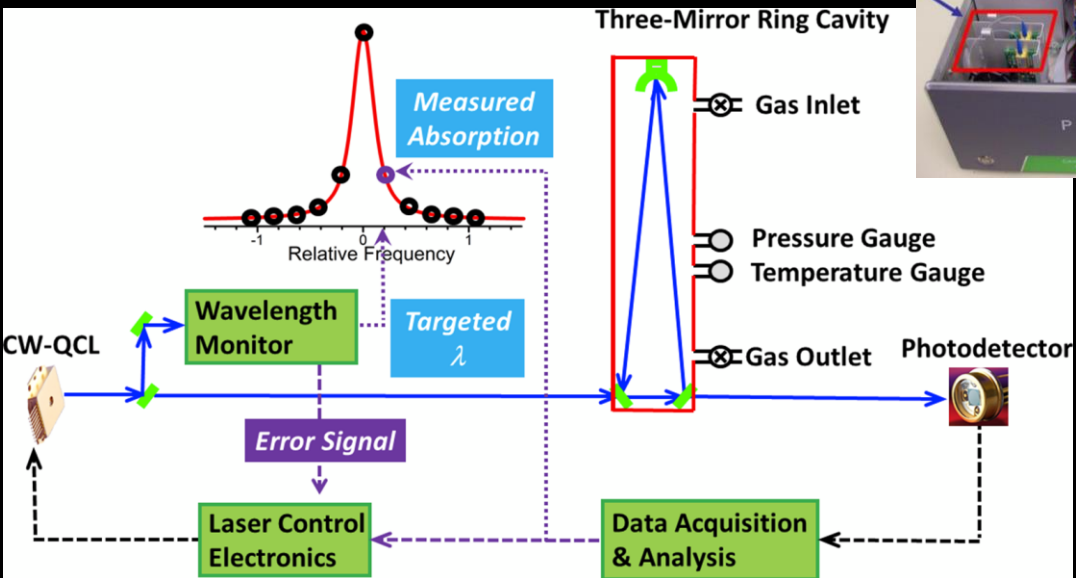 Three-Mirror Ring Cavity
P
Measured
Absorption
Gas Inlet
-1
0
1
Relative Frequency
Pressure Gauge
Temperature Gauge
Wavelength
Monitor
Targeted
λ
CW-QCL
Gas Outlet
Photodetector
Error Signal
Laser Control
Electronics
Data Acquisition
& Analysis